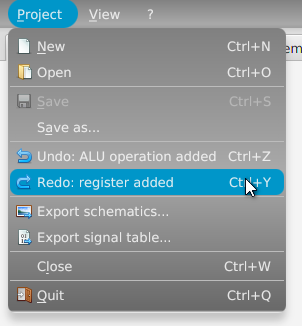 Project View ?
New Ctrl+N
Open Ctrl+O
Save Ctrl+S
Save as...
Undo: ALU operation added Ctrl+Z
Redo: register added Ctrl+Y
Export schematics...
Export signal table...
Close Ctrl+W
Quit Ctrl+Q